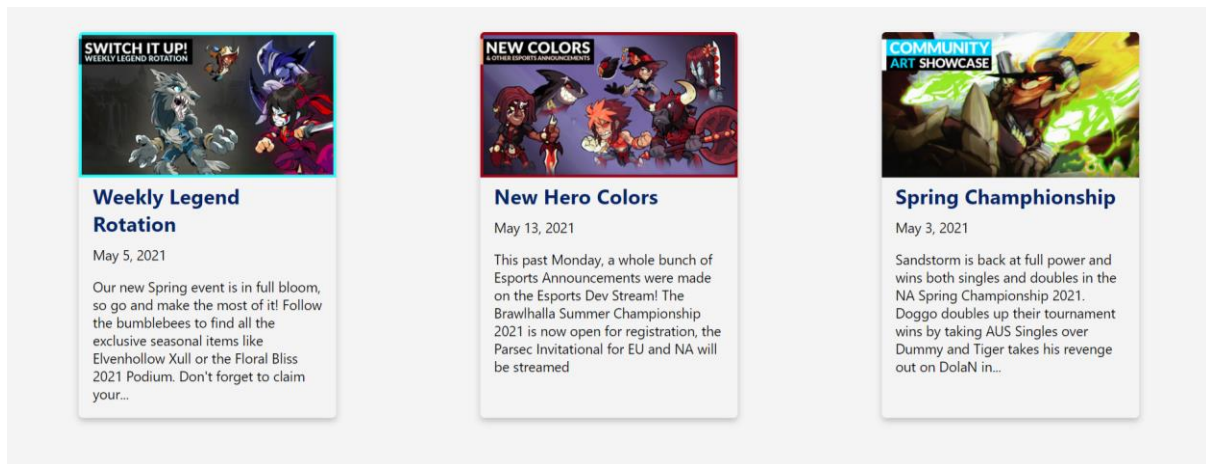 SWITCH IT UP!
WEEKLY LEGEND ROTATION
Weekly Legend
Rotation
May 5, 2021
Our new Spring event is in full bloom,
so go and make the most of it! Follow
the bumblebees to find all the
exclusive seasonal items like
Elvenhollow Xull or the Floral Bliss
2021 Podium. Don't forget to claim
your...
NEW COLORS
& OTHER ESPORTS ANNOUNCEMENTS
New Hero Colors
May 13, 2021
This past Monday, a whole bunch of
Esports Announcements were made
on the Esports Dev Stream! The
Brawlhalla Summer Championship
2021 is now open for registration, the
Parsec Invitational for EU and NA will
be streamed
COMMUNITY
ART SHOWCASE
Spring Champhionship
May 3, 2021
Sandstorm is back at full power and
wins both singles and doubles in the
NA Spring Championship 2021.
Doggo doubles up their tournament
wins by taking AUS Singles over
Dummy and Tiger takes his revenge
out on DolaN in...